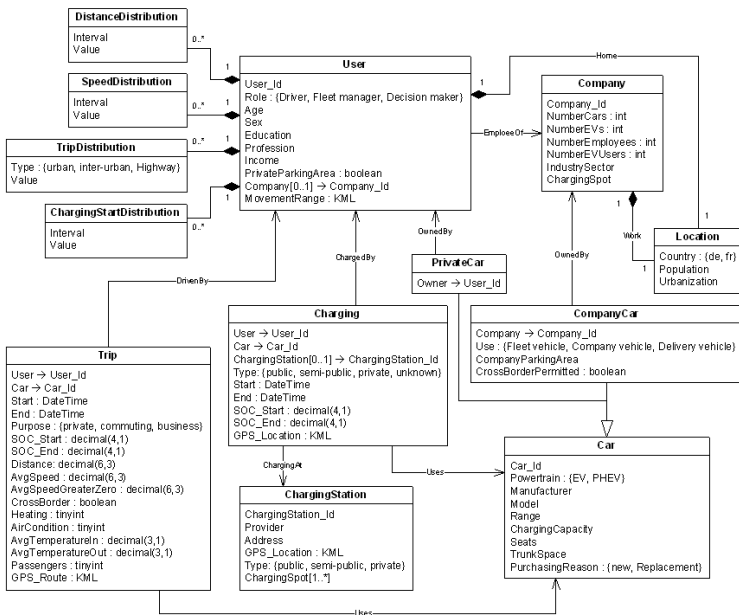 DistanceDistribution
Interval
Value
0..*
1
SpeedDistribution
Interval
Value
0..*
1
TripDistribution
Type : {urban, inter-urban, Highway}
Value
0..*
1
ChargingStartDistribution
Interval
Value
0..*
1
User
User_Id
Role : {Driver, Fleet manager, Decision maker}
Age
Sex
Education
Profession
Income
PrivateParkingArea : boolean
Company[0..1] → Company_Id
MovementRange : KML
1
Home
EmploeeOf
Company
Company_Id
NumberCars : int
NumberEVs : int
NumberEmployees : int
NumberEVUsers : int
IndustrySector
ChargingSpot
1
Work
1
1
Location
Country : {de, fr}
Population
Urbanization
DrivenBy
ChargedBy
OwnedBy
OwnedBy
PrivateCar
Owner → User_Id
CompanyCar
Company → Company_Id
Use : {Fleet vehicle, Company vehicle, Delivery vehicle}
CompanyParkingArea
CrossBorderPermitted : boolean
Charging
User → User_Id
Car → Car_Id
ChargingStation[0..1] → ChargingStation_Id
Type: {public, semi-public, private, unknown}
Start : DateTime
End : DateTime
SOC_Start : decimal(4,1)
SOC_End : decimal(4,1)
GPS_Location : KML
Trip
User → User_Id
Car → Car_Id
Start : DateTime
End : DateTime
Purpose : {private, commuting, business}
SOC_Start : decimal(4,1)
SOC_End : decimal(4,1)
Distance: decimal(6,3)
AvgSpeed : decimal(6,3)
AvgSpeedGreaterZero : decimal(6,3)
CrossBorder : boolean
Heating : tinyint
AirCondition : tinyint
AvgTemperatureIn : decimal(3,1)
AvgTemperatureOut : decimal(3,1)
Passengers : tinyint
GPS_Route : KML
ChargingAt
Uses
ChargingStation
ChargingStation_Id
Provider
Address
GPS_Location : KML
Type: {public, semi-public, private}
ChargingSpot[1..*]
Car
Car_Id
Powertrain : {EV, PHEV}
Manufacturer
Model
Range
ChargingCapacity
Seats
TrunkSpace
PurchasingReason : {new, Replacement}
Uses